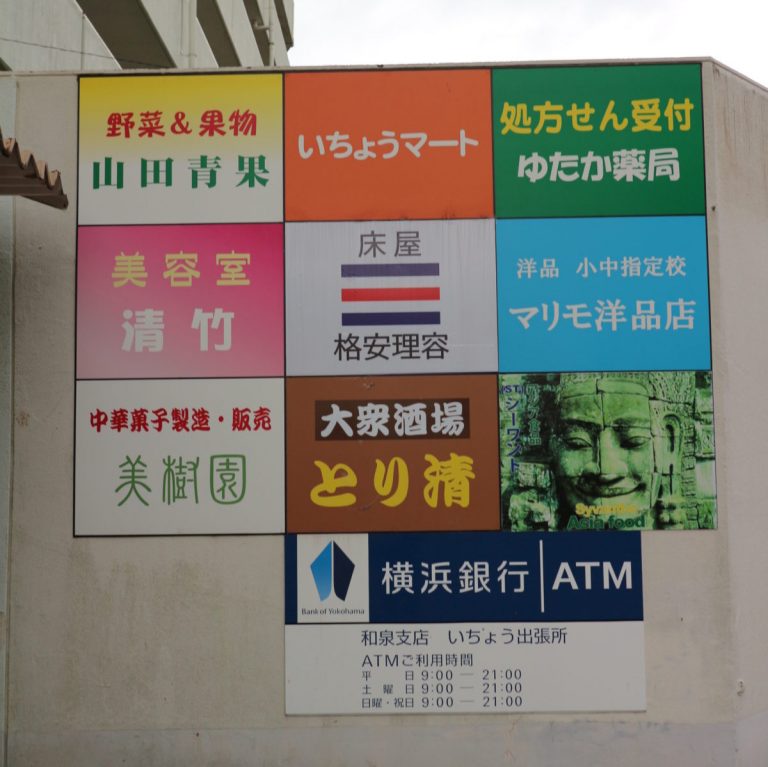 野菜&果物
山田青果
いちょうマート
処方せん受付
ゆたか薬局
美容室
清竹
床屋
格安理容
洋品 小中指定校
マリモ洋品店
中華菓子製造・販売
美樹園
大衆酒場
とり清
シーワント
Asia food
Bank of Yokohama
横浜銀行 ATM
和泉支店 いちょう出張所
ATMご利用時間
平日 9:00 — 21:00
土曜日 9:00 — 21:00
日曜・祝日 9:00 — 21:00